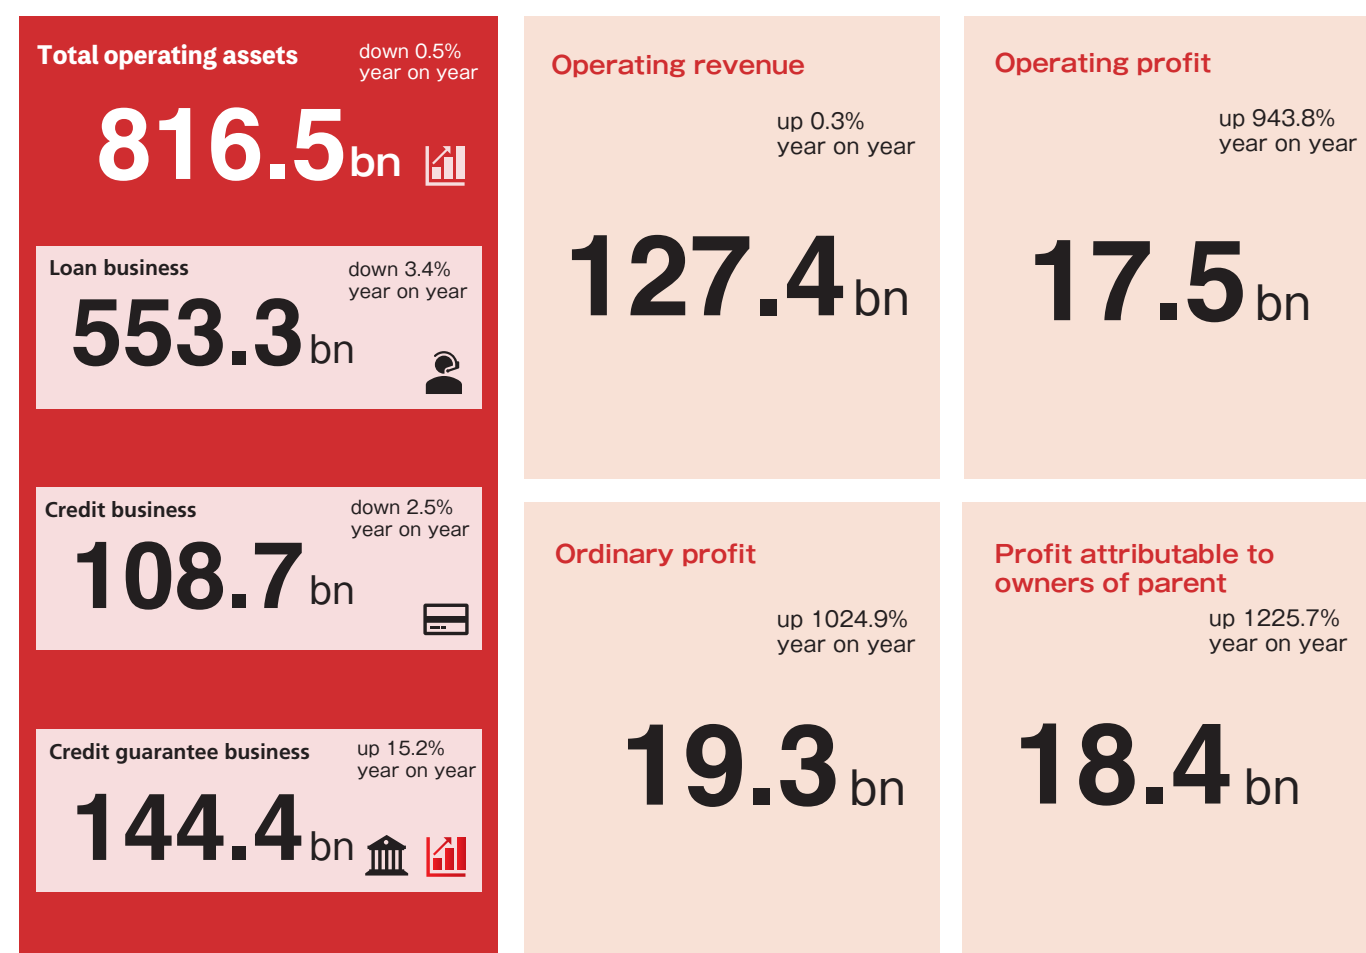 Total operating assets
down 0.5%
year on year
816.5bn
Loan business
down 3.4%
year on year
553.3bn
Credit business
down 2.5%
year on year
108.7bn
Credit guarantee business
up 15.2%
year on year
144.4bn
Operating revenue
up 0.3%
year on year
127.4bn
Operating profit
up 943.8%
year on year
17.5bn
Ordinary profit
up 1024.9%
year on year
19.3bn
Profit attributable to
owners of parent
up 1225.7%
year on year
18.4bn